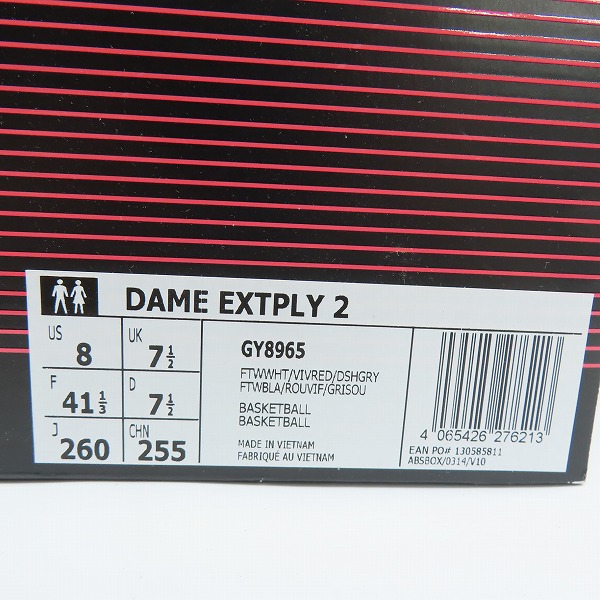 DAME EXTPLY 2
US 8
UK 7 1/2
F 41 1/3
D 7 1/2
J 260
CHN 255
GY8965
FTWWHT/VIVRED/DSHGRY
FTWBLA/ROUVIF/GRISOU
BASKETBALL
BASKETBALL
MADE IN VIETNAM
FABRIQUÉ AU VIETNAM
4 065426 276213
EAN PO# 130585811
ABSBOX/0314/V10